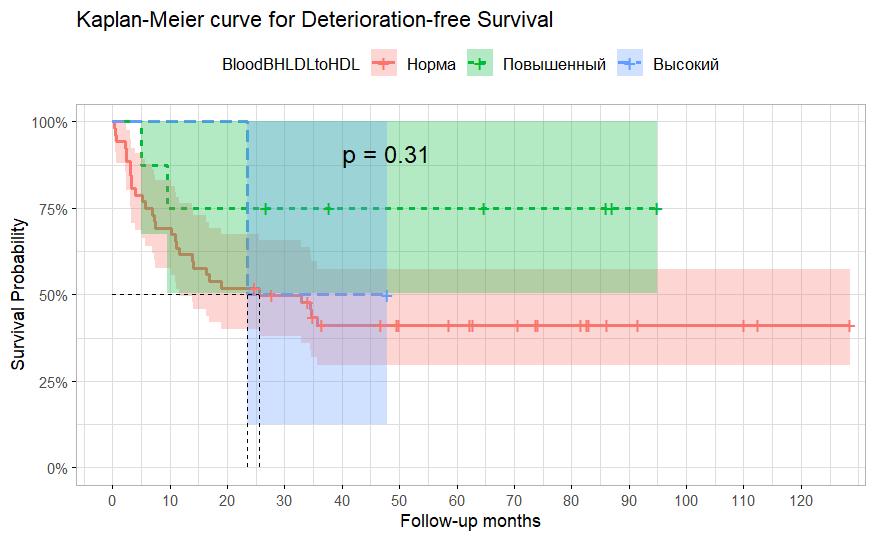 Kaplan-Meier curve for Deterioration-free Survival
BloodBHLDLtoHDL Норма Повышенный Высокий
100%
p = 0.31
75%
50%
25%
0%
Survival Probability
0 10 20 30 40 50 60 70 80 90 100 110 120
Follow-up months